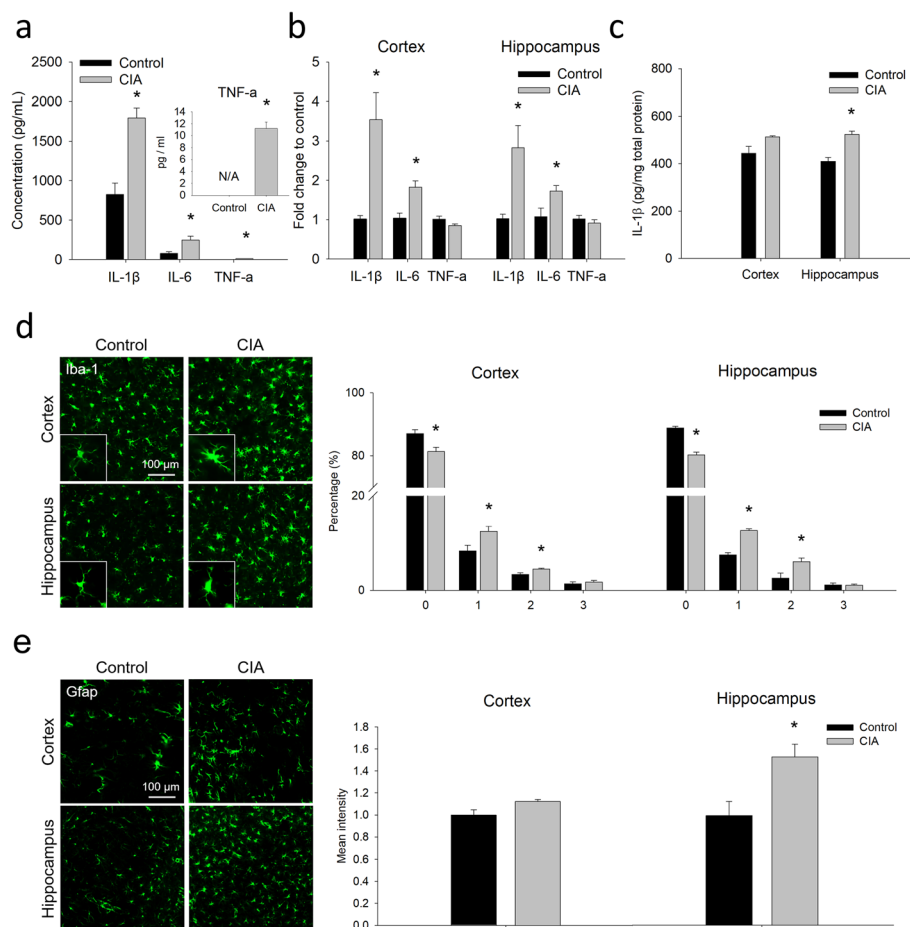 a
Control
CIA
Concentration (pg/mL)
2500
2000
1500
1000
500
0
*
*
*
IL-1β IL-6 TNF-a
TNF-a
pg / ml
14
12
10
8
6
4
2
0
*
N/A
Control CIA
b
Cortex Hippocampus
Control
CIA
Fold change to control
5
4
3
2
1
0
*
*
*
*
IL-1β IL-6 TNF-a IL-1β IL-6 TNF-a
c
Control
CIA
IL-1β (pg/mg total protein)
800
600
400
200
0
*
Cortex Hippocampus
d
Control CIA
Cortex
Iba-1
100 µm
Hippocampus
Cortex Hippocampus
Control
CIA
Percentage (%)
100
80
20
0
*
*
*
*
*
*
0 1 2 3 0 1 2 3
e
Control CIA
Cortex
Gfap
100 µm
Hippocampus
Cortex Hippocampus
Control
CIA
Mean intensity
1.8
1.6
1.4
1.2
1.0
0.8
0.6
0.4
0.2
0.0
*